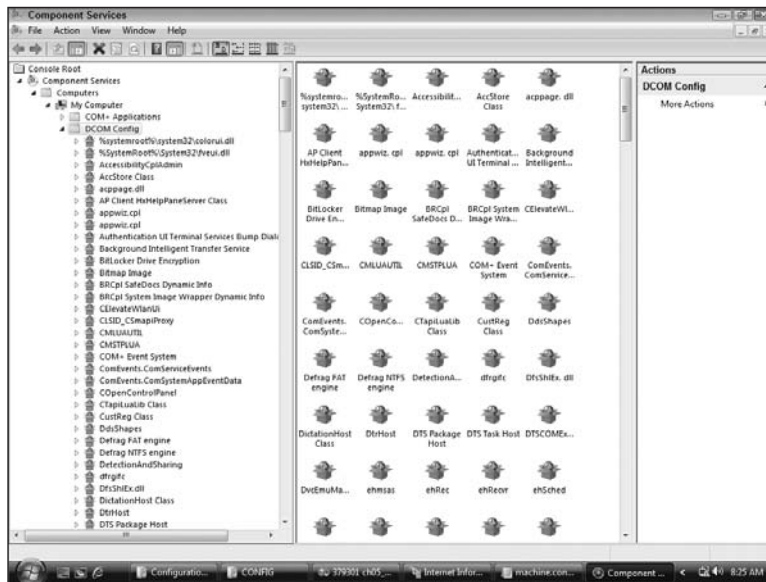 Component Services
File Action View Window Help
Console Root
Component Services
Computers
My Computer
COM+ Applications
DCOM Config
%systemroot%\system32\colorui.dll
%SystemRoot%\System32\fveui.dll
AccessibilityCplAdmin
AccStore Class
acppage.dll
AP Client HxHelpPaneServer Class
appwiz.cpl
appwiz.cpl
Authentication UI Terminal Services Bump Dialo
Background Intelligent Transfer Service
BitLocker Drive Encryption
Bitmap Image
BRCpl SafeDocs Dynamic Info
BRCpl System Image Wrapper Dynamic Info
CElevateWlanUi
CLSID_CSmapiProxy
CMLUAUTIL
CMSTPLUA
COM+ Event System
ComEvents.ComServiceEvents
ComEvents.ComSystemAppEventData
COpenControlPanel
CTapiLuaLib Class
CustReg Class
DdsShapes
Defrag FAT engine
Defrag NTFS engine
DetectionAndSharing
dfrgifc
DfsShlEx.dll
DictationHost Class
DtrHost
DTS Package Host
%systemro... %SystemRo... Accessibilit... AccStore acppage. dll
system32\ ... System32\ f... Class
AP Client appwiz. cpl appwiz. cpl Authenticat... Background
HxHelpPan... UI Terminal ... Intelligent...
BitLocker Bitmap Image BRCpl BRCpl System CElevateWl...
Drive En... SafeDocs D... Image Wra...
CLSID_CSm... CMLUAUTIL CMSTPLUA COM+ Event ComEvents.
System ComService...
ComEvents. COpenCo... CTapiLuaLib CustReg DdsShapes
ComSyste... Class Class
Defrag FAT Defrag NTFS DetectionA... dfrgifc DfsShlEx. dll
engine engine
DictationHost DtrHost DTS Package DTS Task Host DTSCOMEx...
Class Host
DvcEmuMa... ehmsas ehRec ehRecvr ehSched
Actions
DCOM Config
More Actions
Configuratio... CONFIG 379301 ch05_... Internet Infor... machine.con... Component ... 8:25 AM